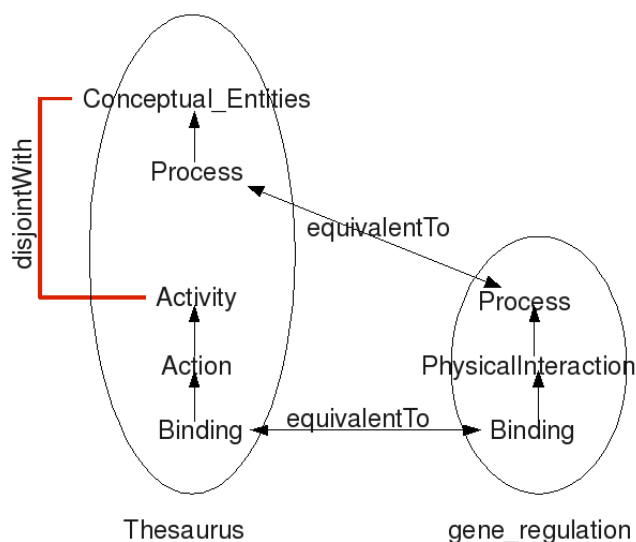 Conceptual_Entities
Process
disjointWith
equivalentTo
Activity
Process
Action
PhysicalInteraction
Binding
equivalentTo
Binding
Thesaurus
gene_regulation